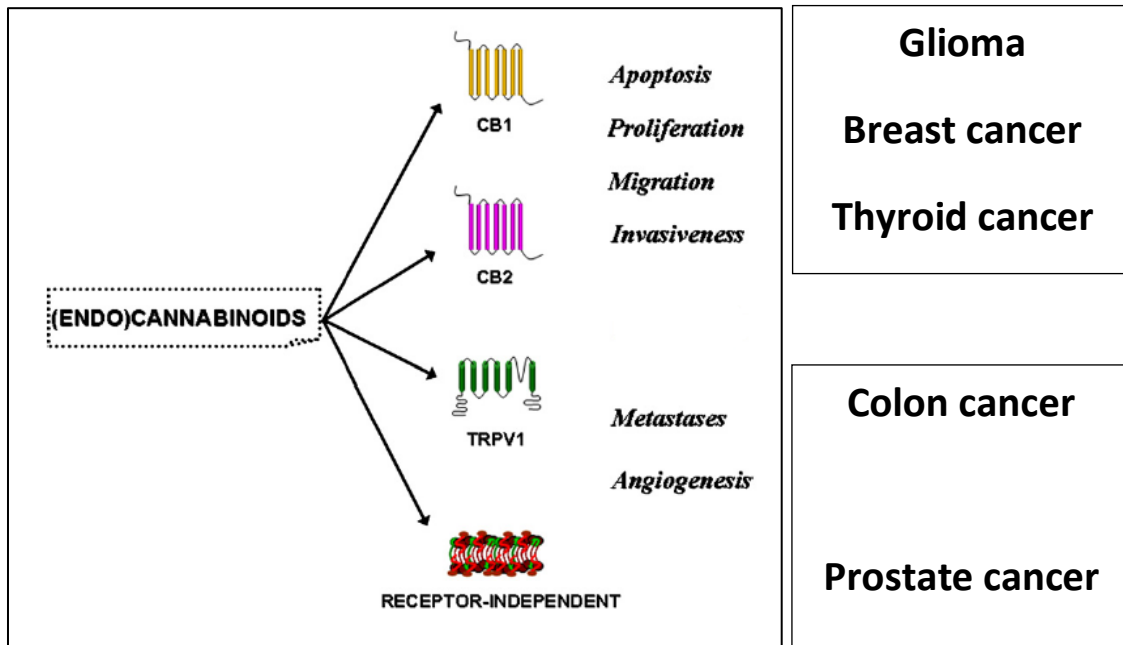 CB1
CB2
(ENDO)CANNABINOIDS
TRPV1
RECEPTOR-INDEPENDENT
Apoptosis
Proliferation
Migration
Invasiveness
Metastases
Angiogenesis
Glioma
Breast cancer
Thyroid cancer
Colon cancer
Prostate cancer